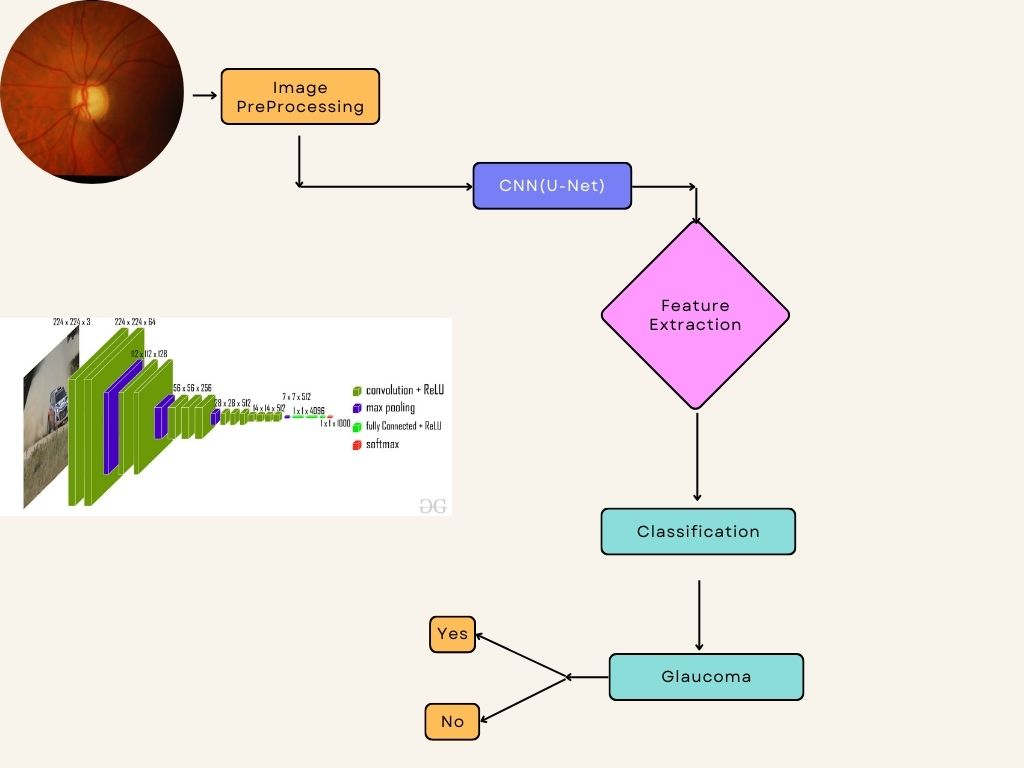 Image
PreProcessing
CNN(U-Net)
Feature
Extraction
224 x 224 x 3
224 x 224 x 64
112 x 112 x 128
56 x 56 x 256
28 x 28 x 512
14 x 14 x 512
7 x 7 x 512
1 x 1 x 4096
1 x 1 x 1000
convolution + ReLU
max pooling
fully Connected + ReLU
softmax
Classification
Yes
Glaucoma
No